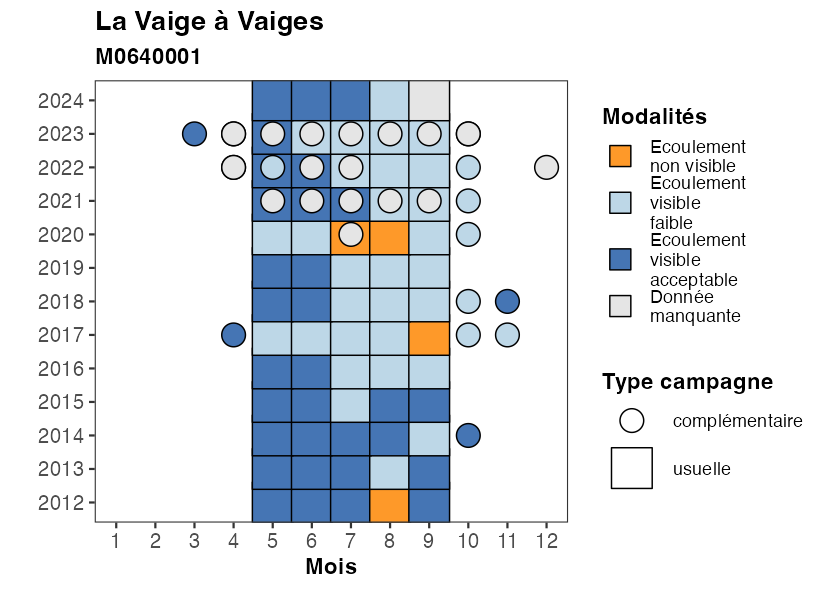 La Vaige à Vaiges
M0640001
2024
2023
2022
2021
2020
2019
2018
2017
2016
2015
2014
2013
2012
1 2 3 4 5 6 7 8 9 10 11 12
Mois
Modalités
Ecoulement
non visible
Ecoulement
visible
faible
Ecoulement
visible
acceptable
Donnée
manquante
Type campagne
complémentaire
usuelle